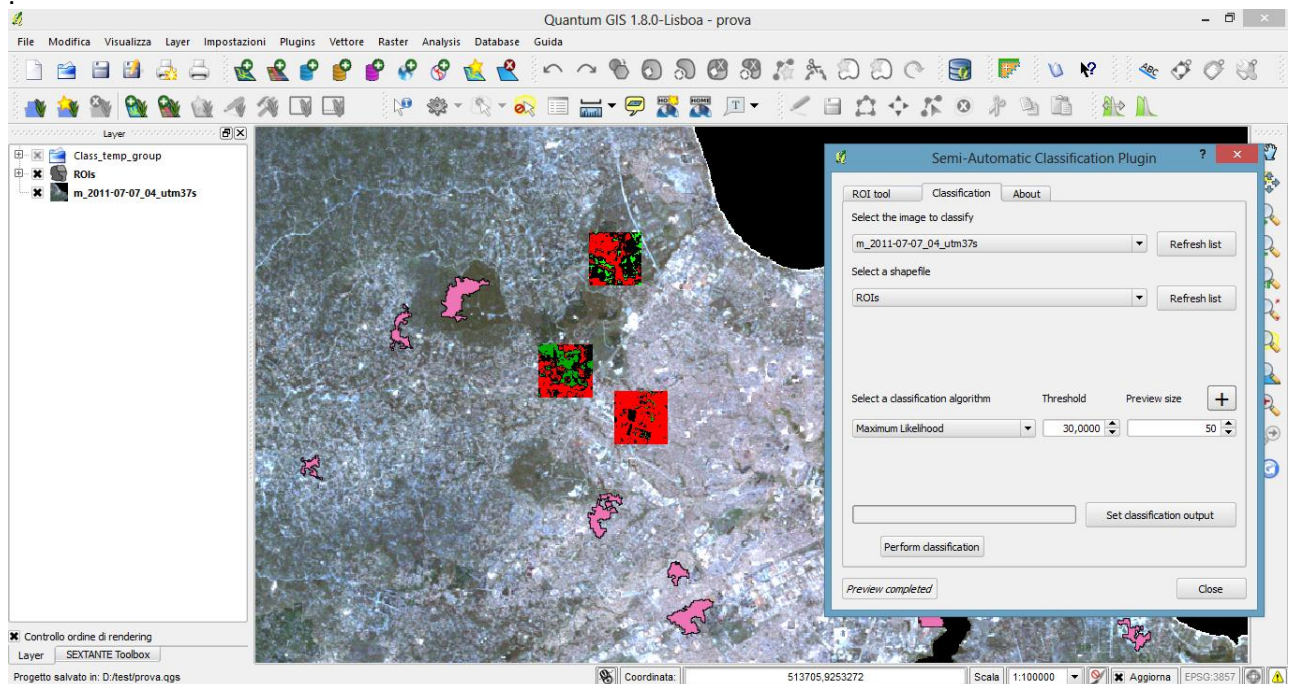 .
Quantum GIS 1.8.0-Lisboa - prova
File Modifica Visualizza Layer Impostazioni Plugins Vettore Raster Analysis Database Guida
ABC
HO
HOME
T
Layer
Class_temp_group
ROIs
m_2011-07-07_04_utm37s
Controllo ordine di rendering
Layer SEXTANTE Toolbox
Semi-Automatic Classification Plugin ? ×
ROI tool Classification About
Select the image to classify
m_2011-07-07_04_utm37s Refresh list
Select a shapefile
ROIs Refresh list
Select a classification algorithm Threshold Preview size +
Maximum Likelihood 30,0000 50
Set classification output
Perform classification
Preview completed Close
Progetto salvato in: D:/test/prova.qgs Coordinata: 513705,9253272 Scala 1:100000 Aggiorna EPSG:3857